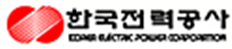 한국전력공사
KOREA ELECTRIC POWER CORPORATION